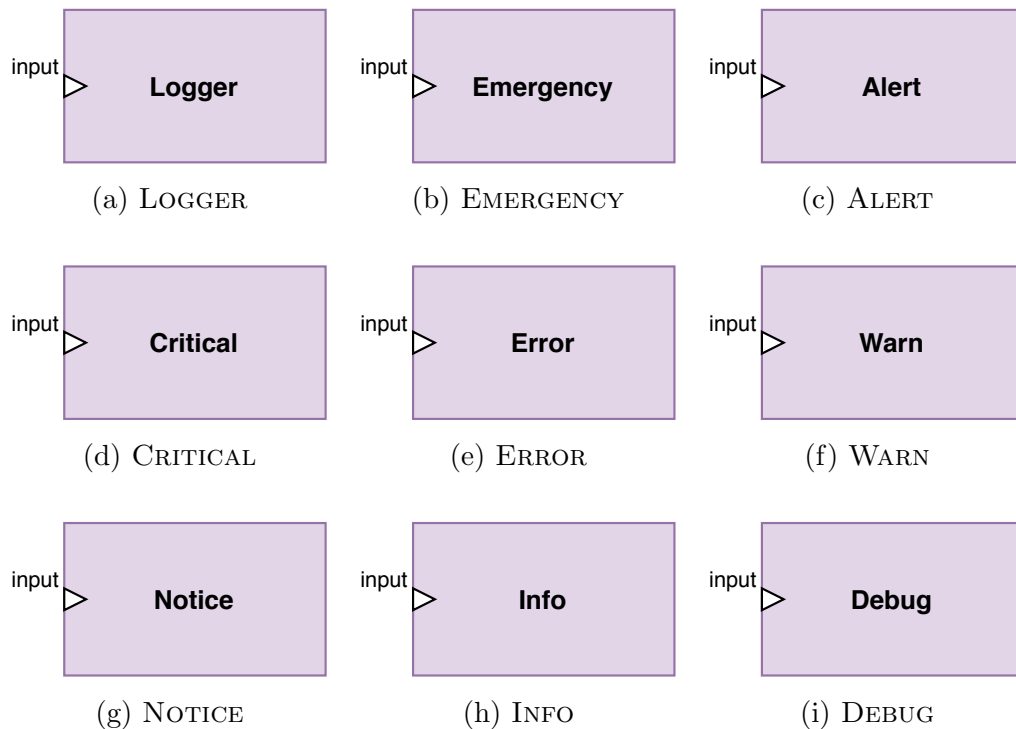 input Logger
(a) LOGGER
input Emergency
(b) EMERGENCY
input Alert
(c) ALERT
input Critical
(d) CRITICAL
input Error
(e) ERROR
input Warn
(f) WARN
input Notice
(g) NOTICE
input Info
(h) INFO
input Debug
(i) DEBUG